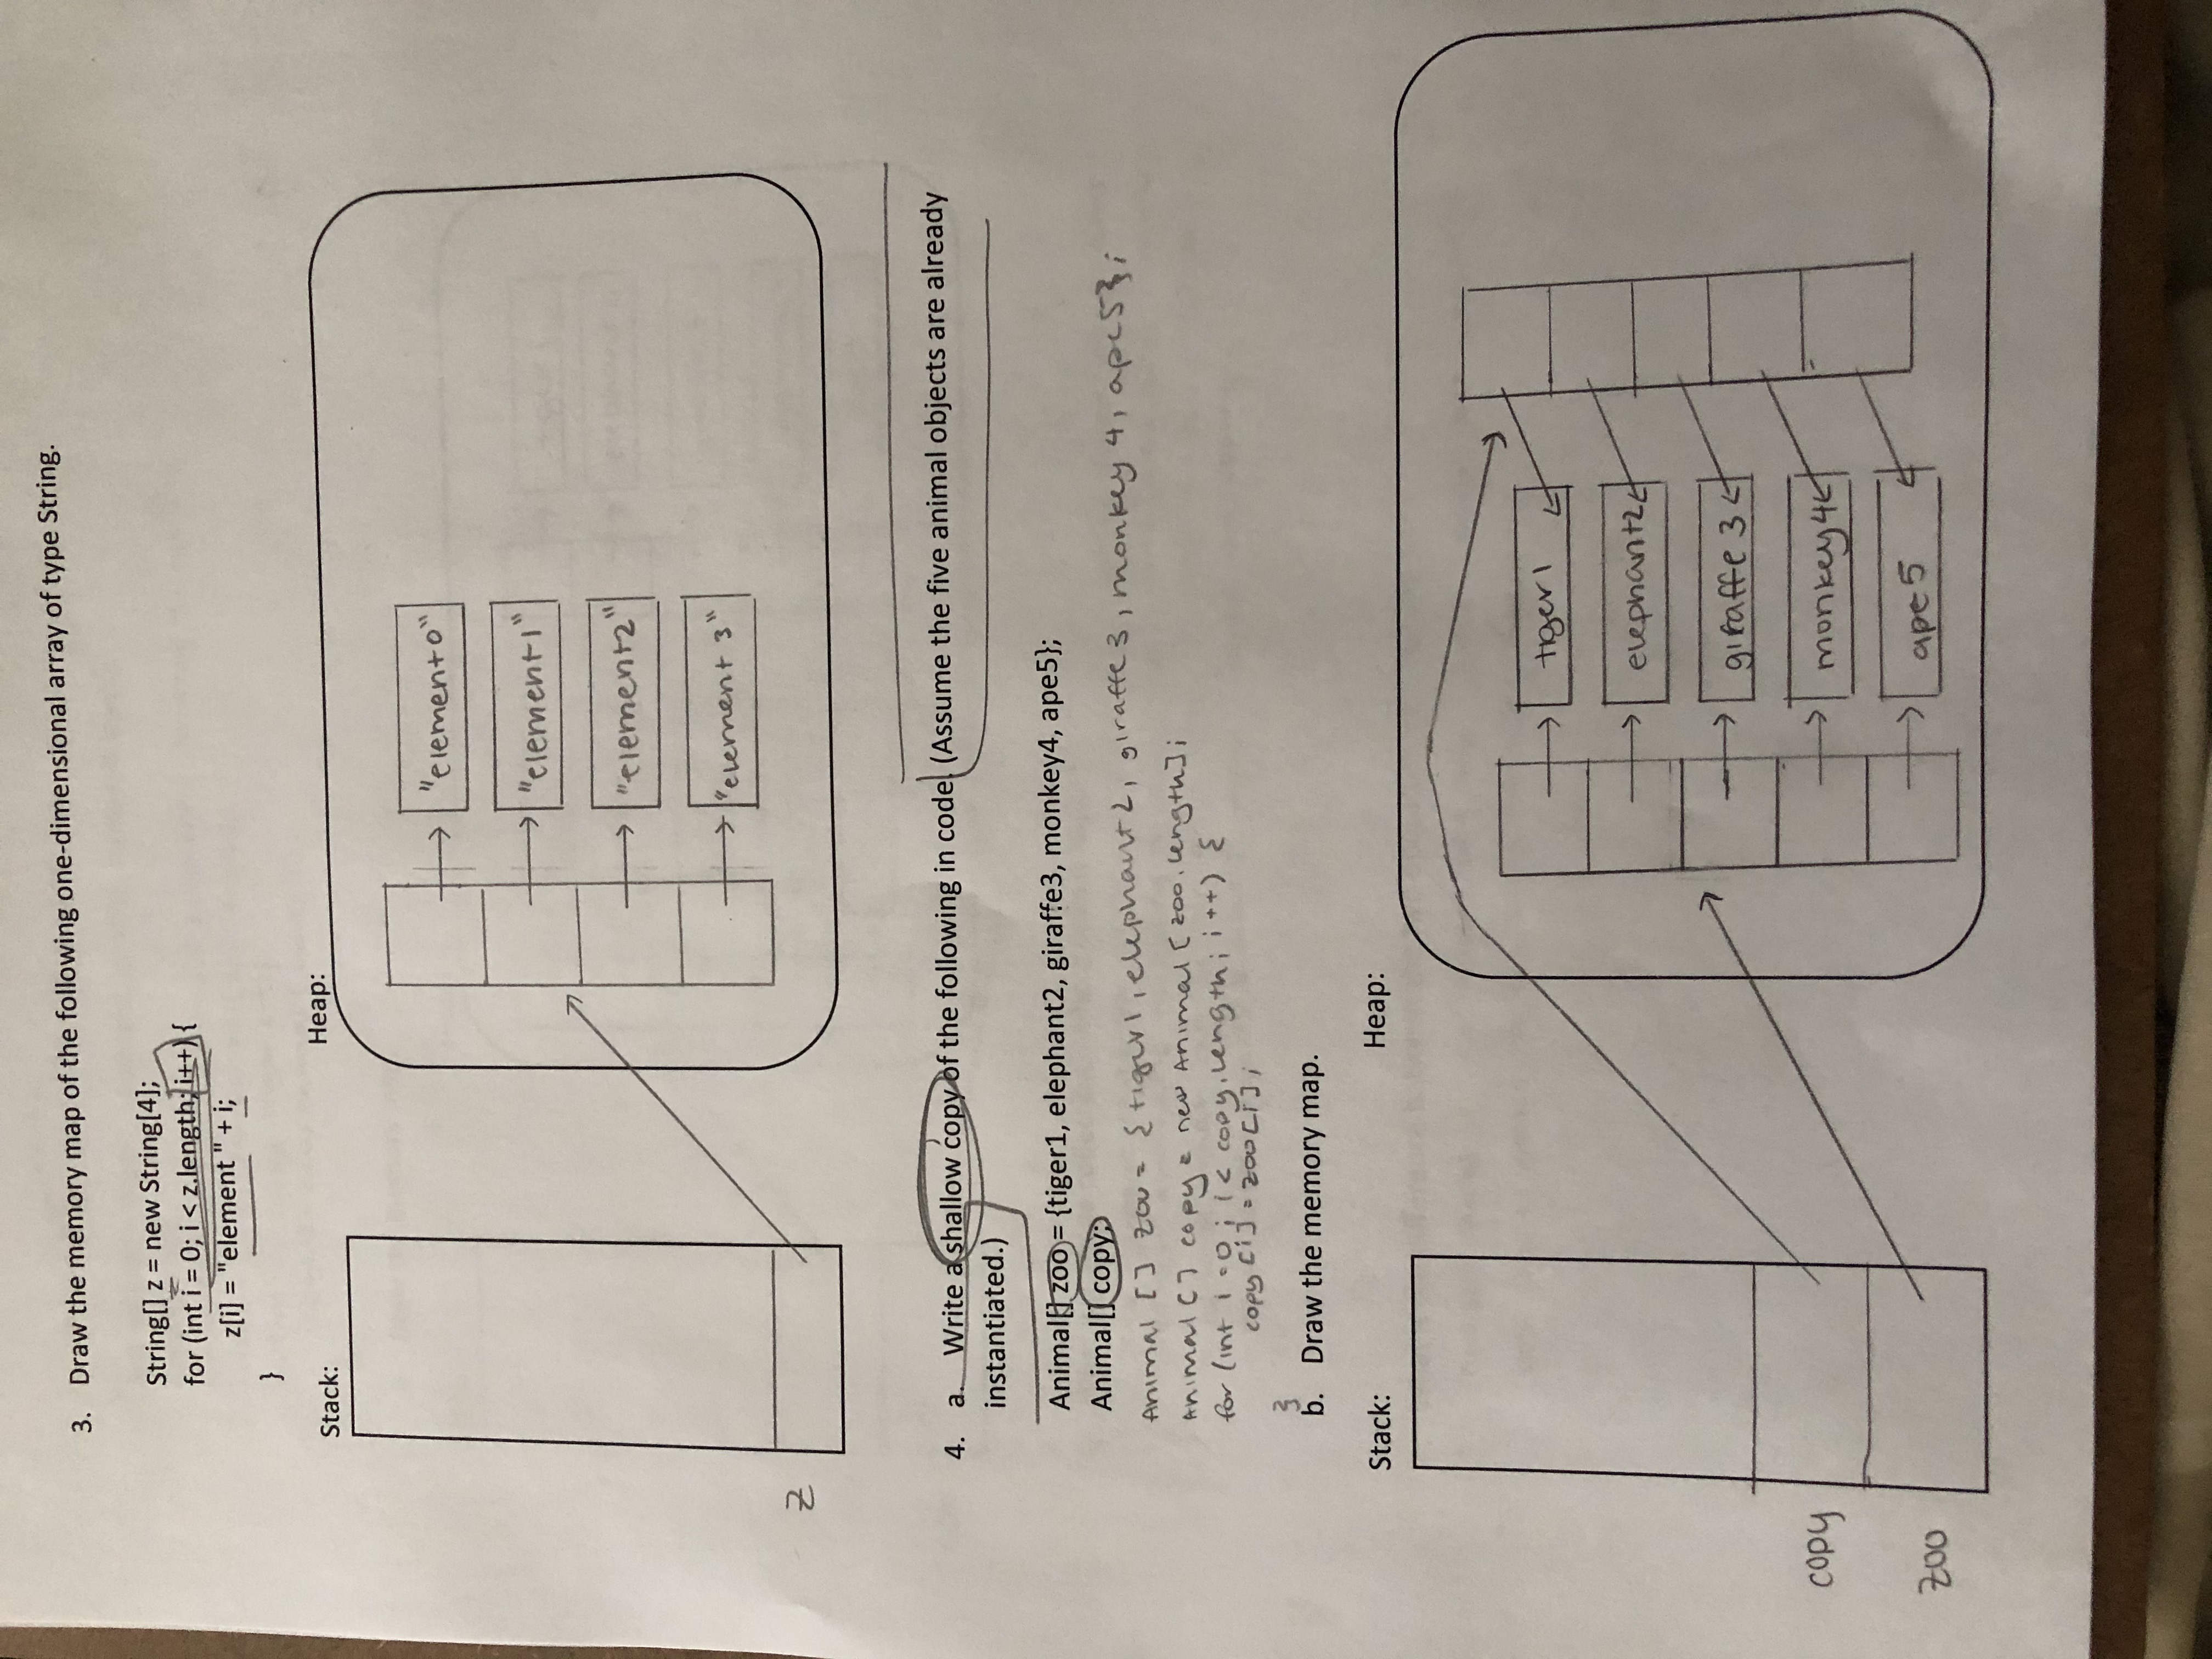 3. Draw the memory map of the following one-dimensional array of type String.
String[] z = new String[4];
for (int i = 0; i < z.length; i++) {
z[i] = "element " + i;
}
Stack:
Heap:
"element0"
"element1"
"element2"
"element 3"
z
4. a. Write a shallow copy of the following in code. (Assume the five animal objects are already
instantiated.)
Animal[] zoo = {tiger1, elephant2, giraffe3, monkey4, ape5};
Animal[] copy;
Animal [] zoo = {tiger1, elephant2, giraffe 3, monkey 4, ape5};
Animal [] copy = new Animal [zoo.length];
for (int i = 0; i < copy.length; i++) {
copy [i] = zoo[i];
}
b. Draw the memory map.
Stack:
Heap:
tiger1
elephant2
giraffe 3
monkey4
ape5
copy
zoo